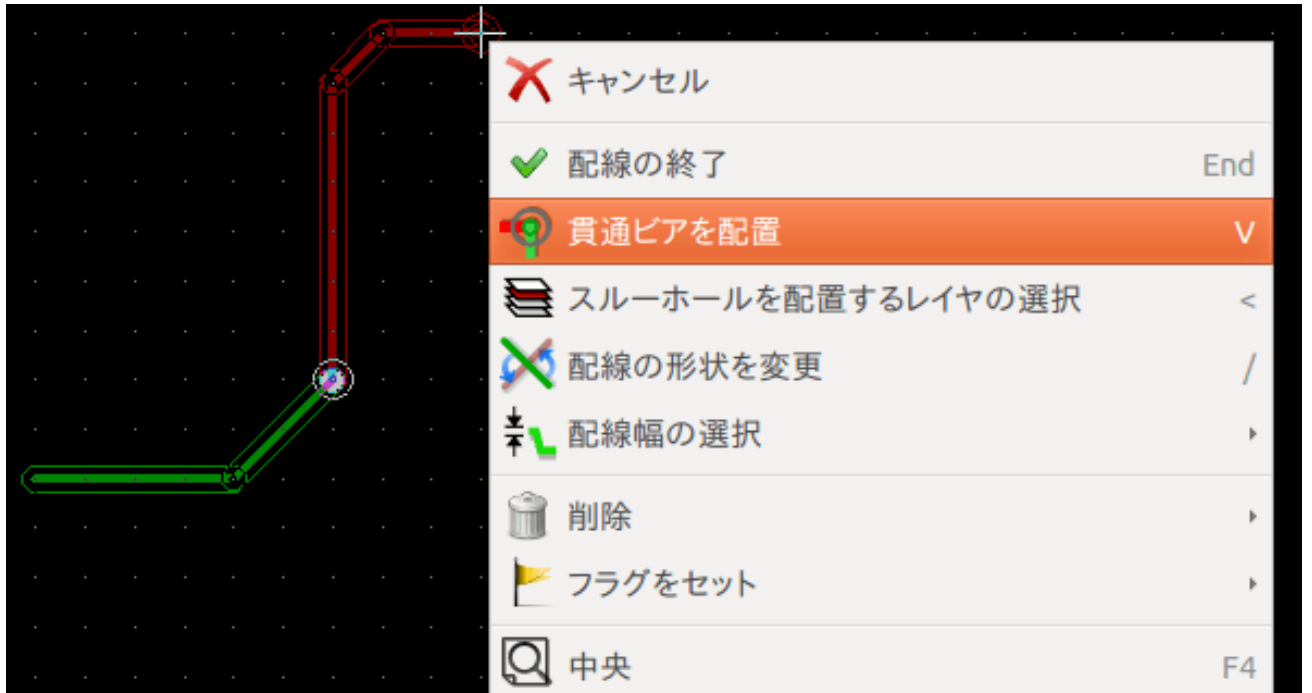 キャンセル
配線の終了 End
貫通ビアを配置 V
スルーホールを配置するレイヤの選択 <
配線の形状を変更 /
配線幅の選択
削除
フラグをセット
中央 F4